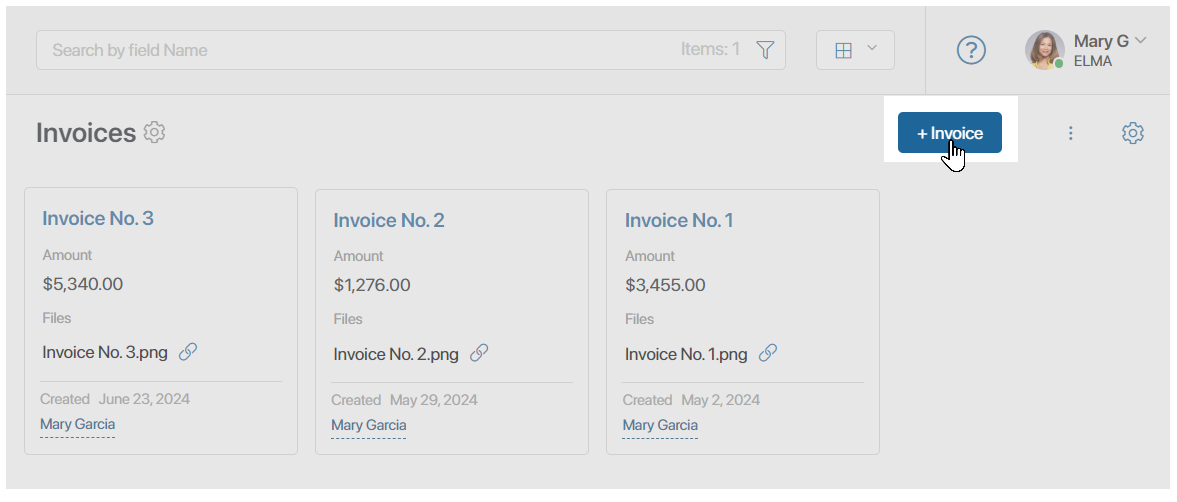 Search by field Name
Items: 1
Mary G
ELMA
Invoices
+ Invoice
Invoice No. 3
Amount
$5,340.00
Files
Invoice No. 3.png
Created June 23, 2024
Mary Garcia
Invoice No. 2
Amount
$1,276.00
Files
Invoice No. 2.png
Created May 29, 2024
Mary Garcia
Invoice No. 1
Amount
$3,455.00
Files
Invoice No. 1.png
Created May 2, 2024
Mary Garcia